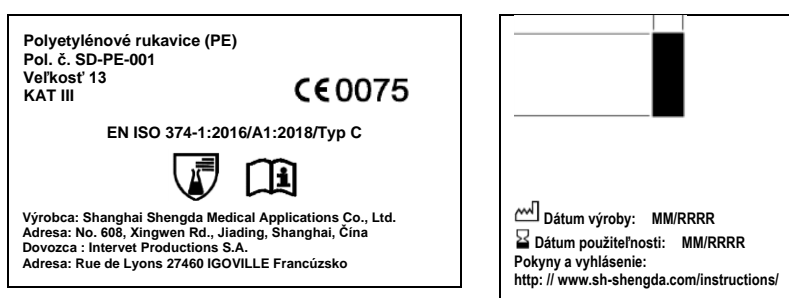 Polyetylénové rukavice (PE)
Pol. č. SD-PE-001
Veľkosť 13
KAT III
CE 0075
EN ISO 374-1:2016/A1:2018/Typ C
Výrobca: Shanghai Shengda Medical Applications Co., Ltd.
Adresa: No. 608, Xingwen Rd., Jiading, Shanghai, Čína
Dovozca : Intervet Productions S.A.
Adresa: Rue de Lyons 27460 IGOVILLE Francúzsko
Dátum výroby: MM/RRRR
Dátum použiteľnosti: MM/RRRR
Pokyny a vyhlásenie:
http: // www.sh-shengda.com/instructions/